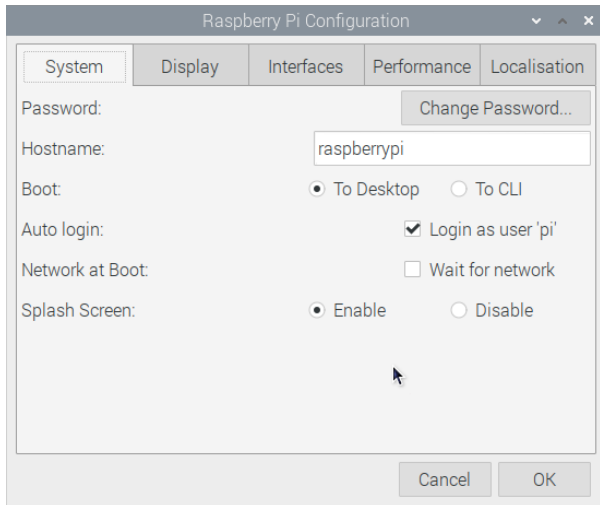 Raspberry Pi Configuration
System Display Interfaces Performance Localisation
Password: Change Password...
Hostname: raspberrypi
Boot: To Desktop To CLI
Auto login: Login as user 'pi'
Network at Boot: Wait for network
Splash Screen: Enable Disable
Cancel OK